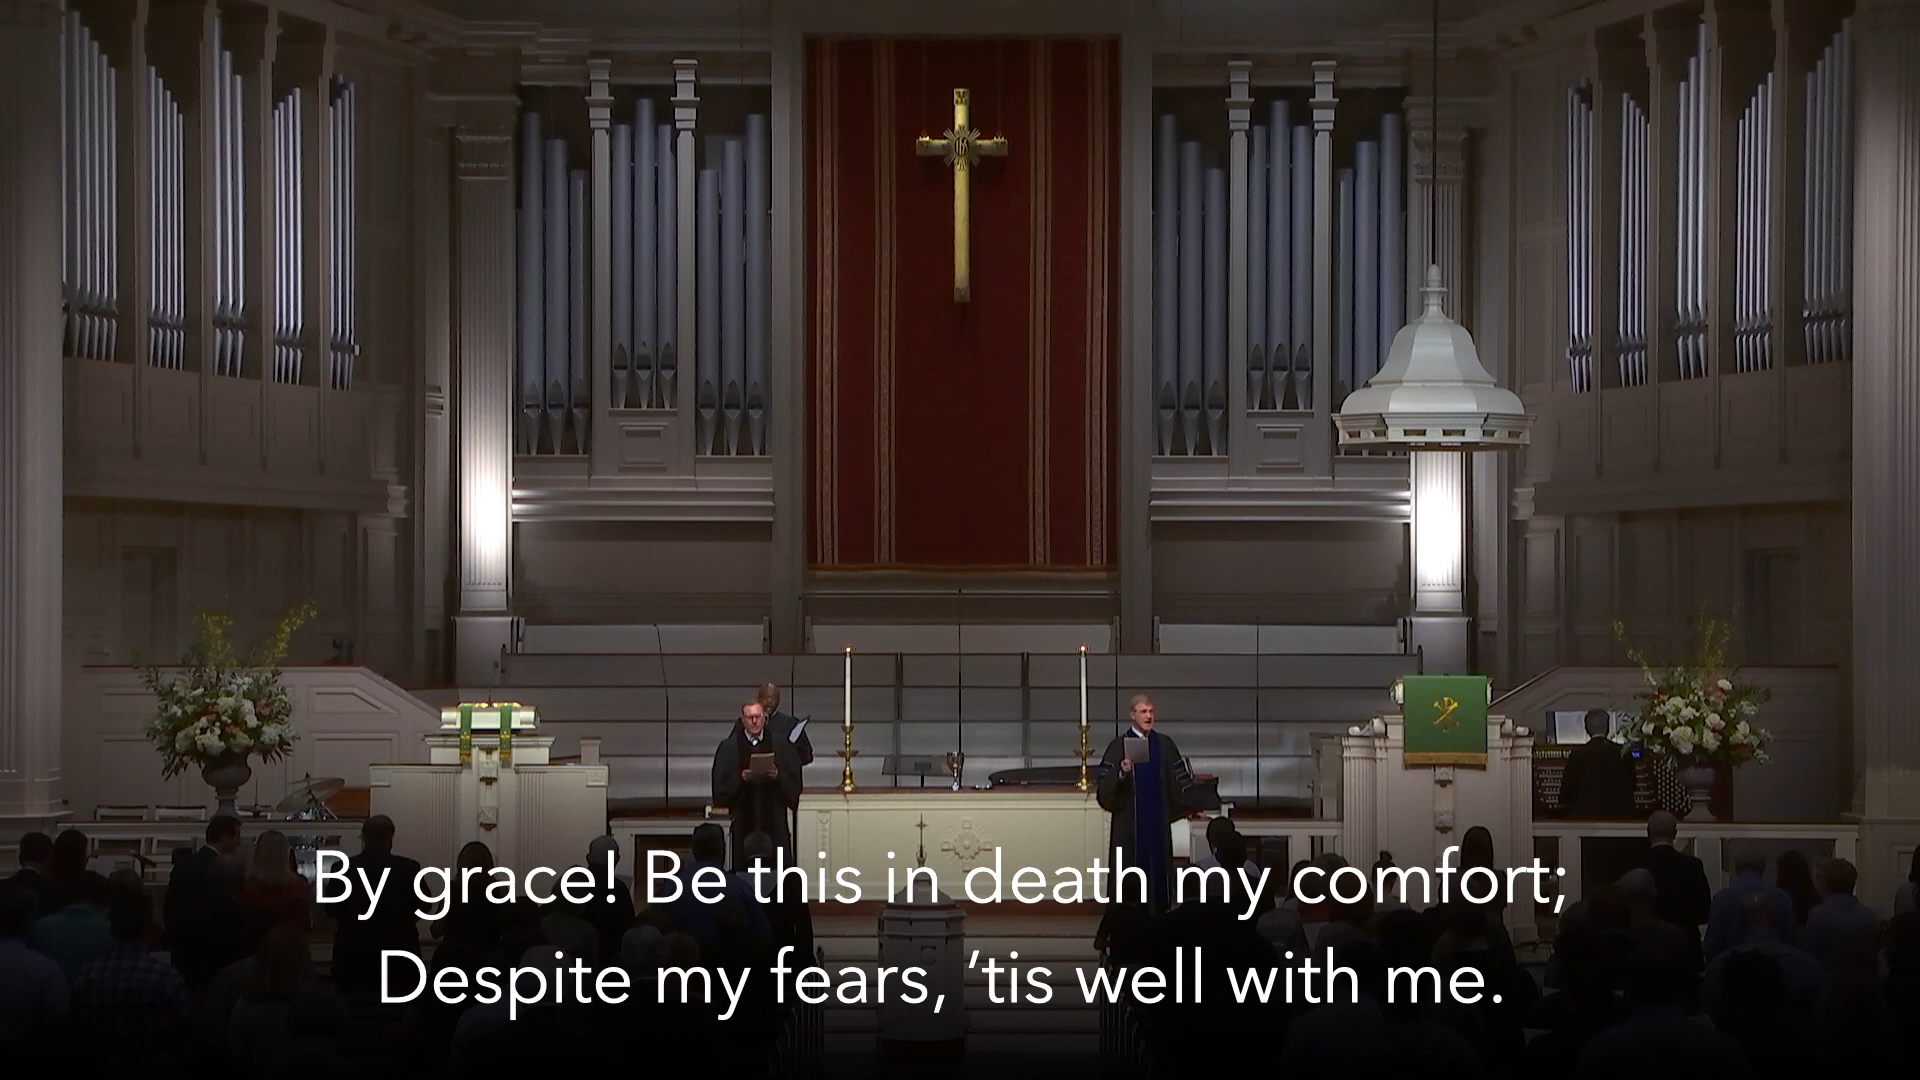 By grace! Be this in death my comfort;
Despite my fears, ’tis well with me.